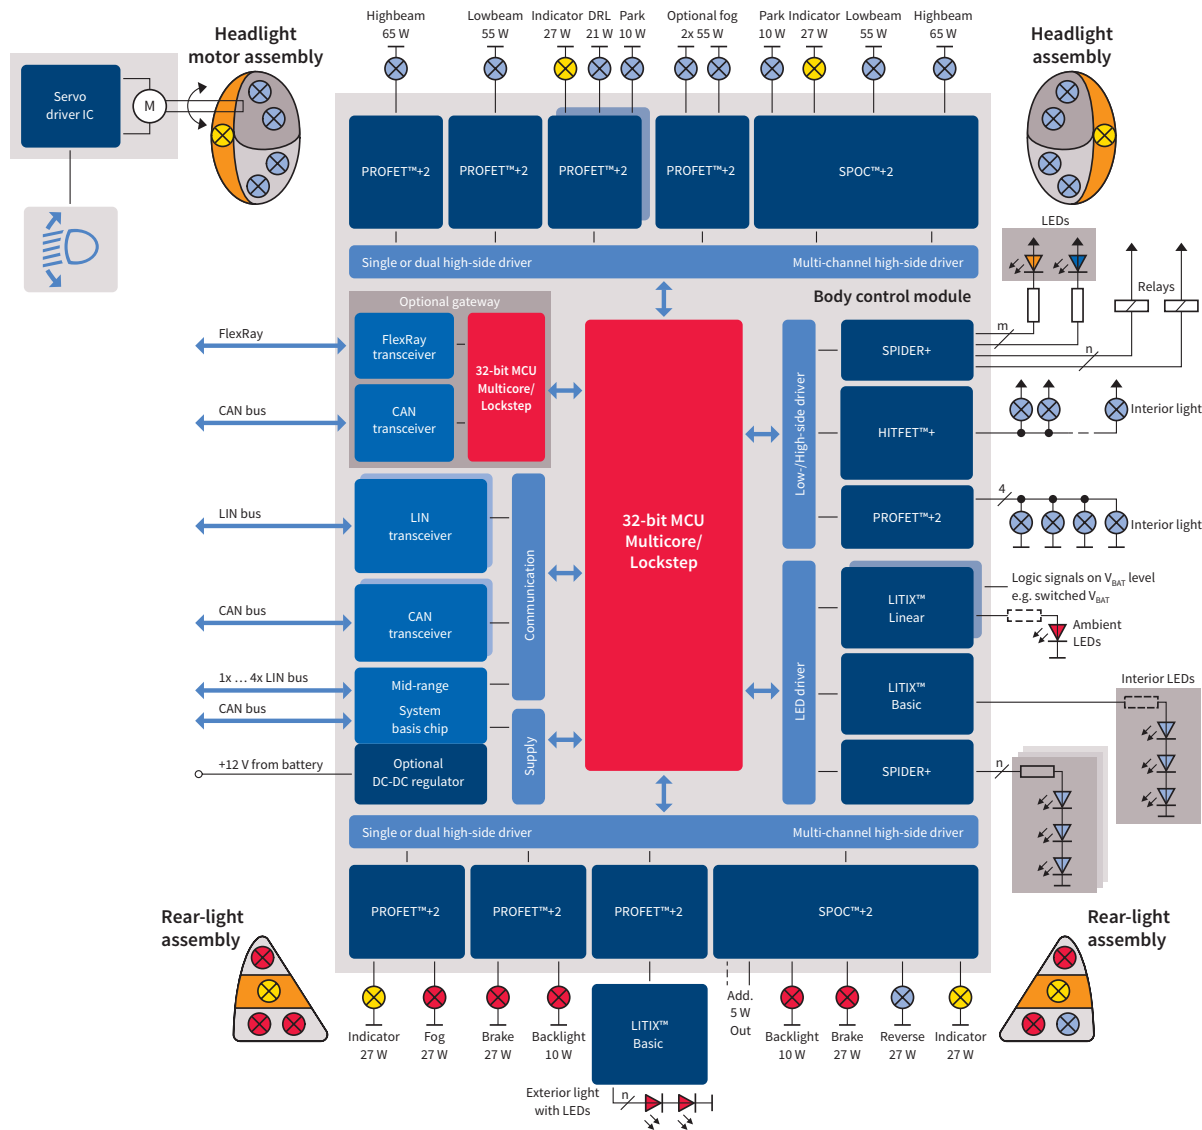 Highbeam
65 W
Lowbeam
55 W
Indicator
27 W
DRL
21 W
Park
10 W
Optional fog
2x 55 W
Park
10 W
Indicator
27 W
Lowbeam
55 W
Highbeam
65 W
Headlight
motor assembly
Headlight
assembly
Servo
driver IC
M
PROFET™+2
PROFET™+2
PROFET™+2
PROFET™+2
SPOC™+2
Single or dual high-side driver
Multi-channel high-side driver
LEDs
Relays
Optional gateway
Body control module
FlexRay
FlexRay
transceiver
32-bit MCU
Multicore/
Lockstep
CAN bus
CAN
transceiver
LIN bus
LIN
transceiver
CAN bus
CAN
transceiver
1x … 4x LIN bus
CAN bus
Mid-range
System
basis chip
+12 V from battery
Optional
DC-DC regulator
Communication
Supply
32-bit MCU
Multicore/
Lockstep
Low-/High-side driver
LED driver
SPIDER+
m
n
HITFET™+
Interior light
PROFET™+2
4
Interior light
LITIX™
Linear
Logic signals on VBAT level
e.g. switched VBAT
Ambient
LEDs
LITIX™
Basic
Interior LEDs
SPIDER+
n
Single or dual high-side driver
Multi-channel high-side driver
PROFET™+2
PROFET™+2
PROFET™+2
SPOC™+2
Rear-light
assembly
Rear-light
assembly
Indicator
27 W
Fog
27 W
Brake
27 W
Backlight
10 W
LITIX™
Basic
Add.
5 W
Out
Backlight
10 W
Brake
27 W
Reverse
27 W
Indicator
27 W
Exterior light
with LEDs
n